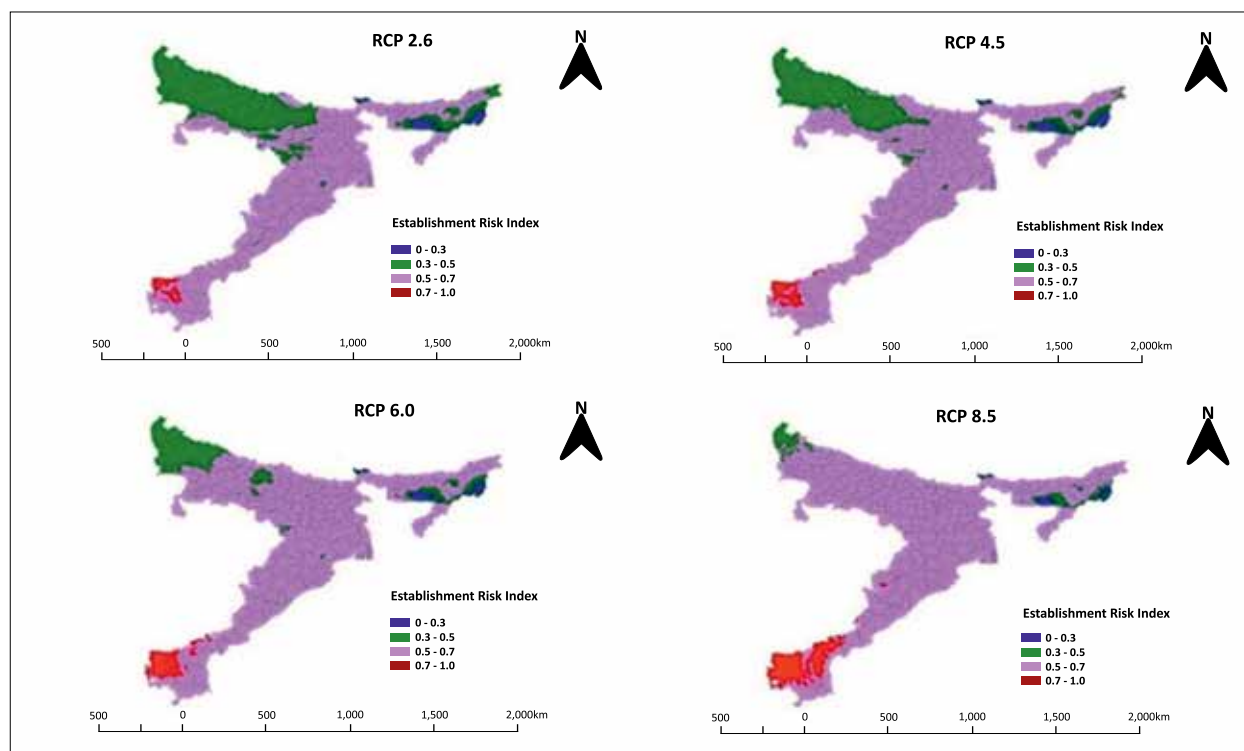 RCP 2.6
N
Establishment Risk Index
0 - 0.3
0.3 - 0.5
0.5 - 0.7
0.7 - 1.0
500 0 500 1,000 1,500 2,000km
RCP 4.5
N
Establishment Risk Index
0 - 0.3
0.3 - 0.5
0.5 - 0.7
0.7 - 1.0
500 0 500 1,000 1,500 2,000km
RCP 6.0
N
Establishment Risk Index
0 - 0.3
0.3 - 0.5
0.5 - 0.7
0.7 - 1.0
500 0 500 1,000 1,500 2,000km
RCP 8.5
N
Establishment Risk Index
0 - 0.3
0.3 - 0.5
0.5 - 0.7
0.7 - 1.0
500 0 500 1,000 1,500 2,000km